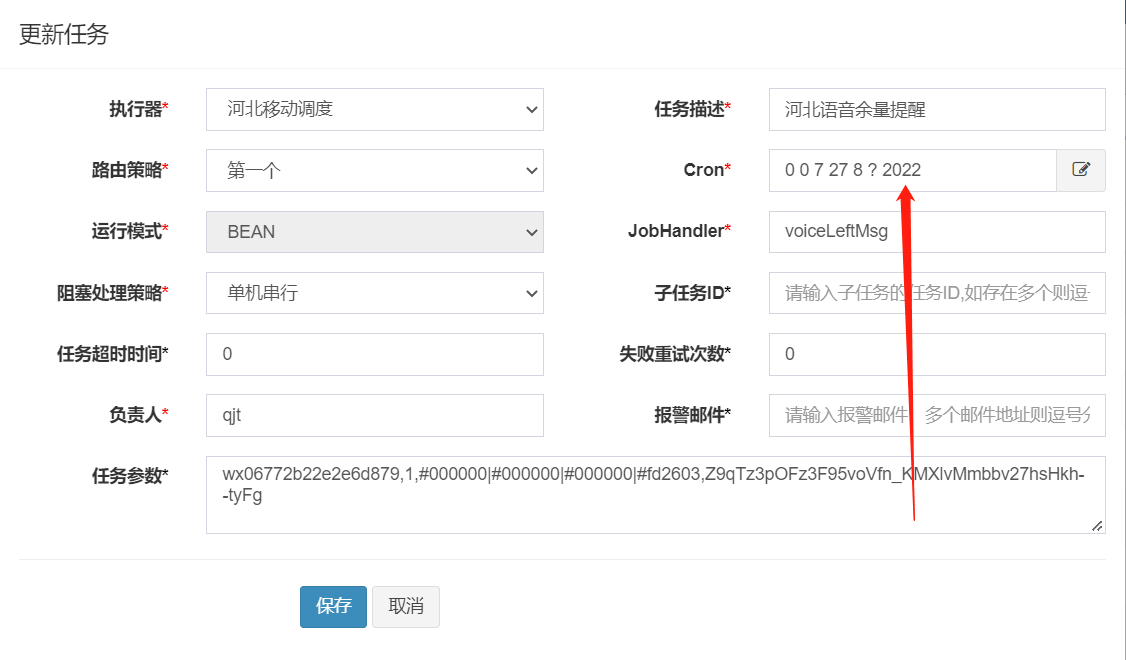 更新任务
执行器* 河北移动调度 任务描述* 河北语音余量提醒
路由策略* 第一个 Cron* 0 0 7 27 8 ? 2022
运行模式* BEAN JobHandler* voiceLeftMsg
阻塞处理策略* 单机串行 子任务ID* 请输入子任务的任务ID,如存在多个则逗
任务超时时间* 0 失败重试次数* 0
负责人* qjt 报警邮件* 请输入报警邮件 多个邮件地址则逗号分
任务参数* wx06772b22e2e6d879,1,#000000|#000000|#000000|#fd2603,Z9qTz3pOFz3F95voVfn_KMXlvMmbbv27hsHkh-
-tyFg
保存 取消